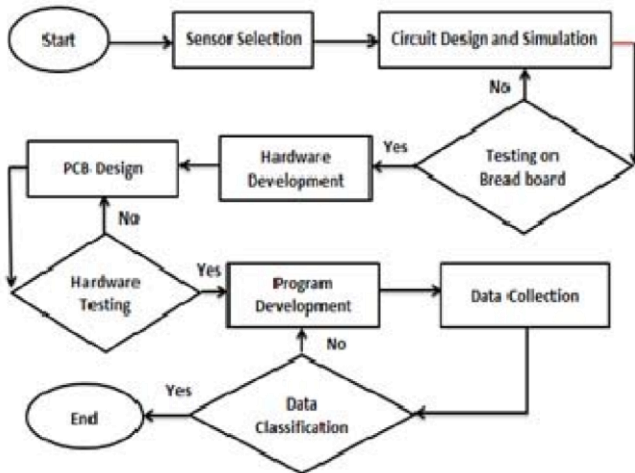 Start
Sensor Selection
Circuit Design and Simulation
No
Testing on
Bread board
Yes
Hardware
Development
PCB Design
No
Hardware
Testing
Yes
Program
Development
Data Collection
No
Data
Classification
Yes
End